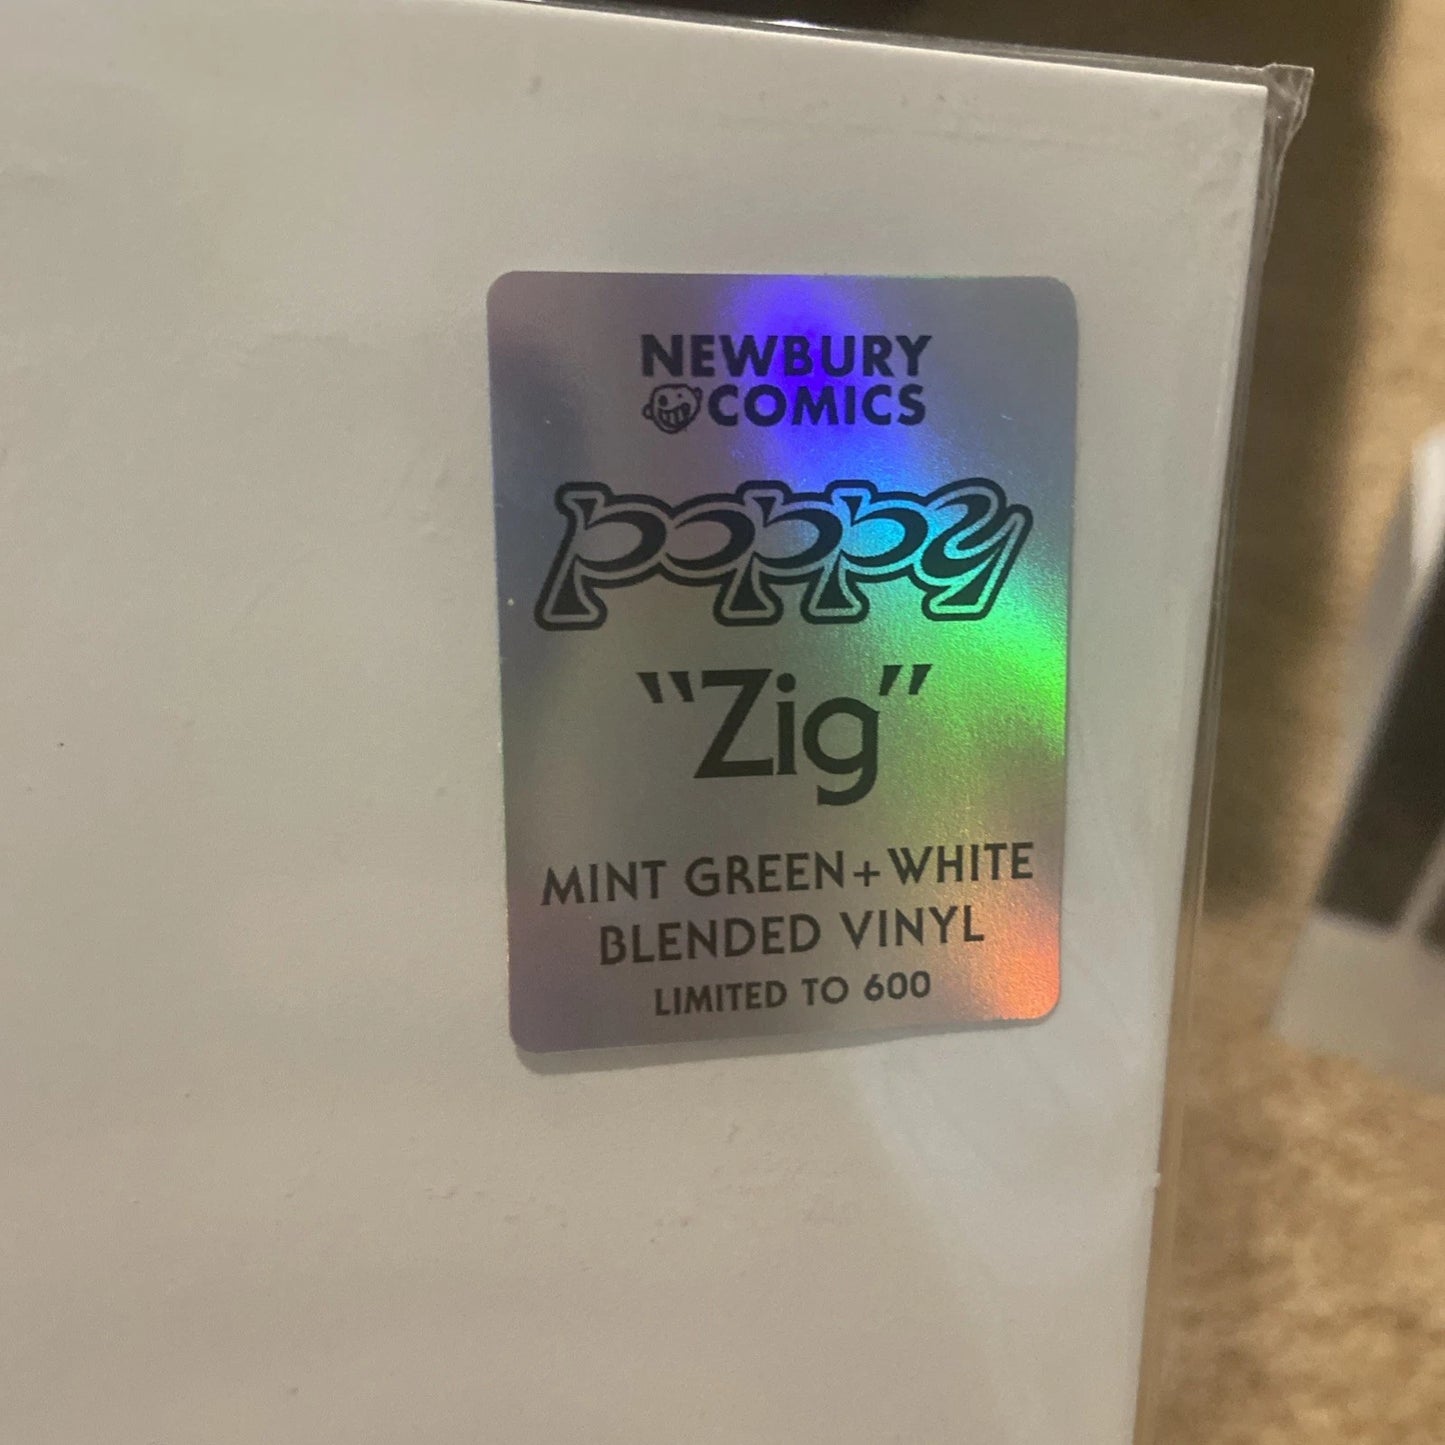 NEWBURY
COMICS
poppy
“Zig”
MINT GREEN+WHITE
BLENDED VINYL
LIMITED TO 600